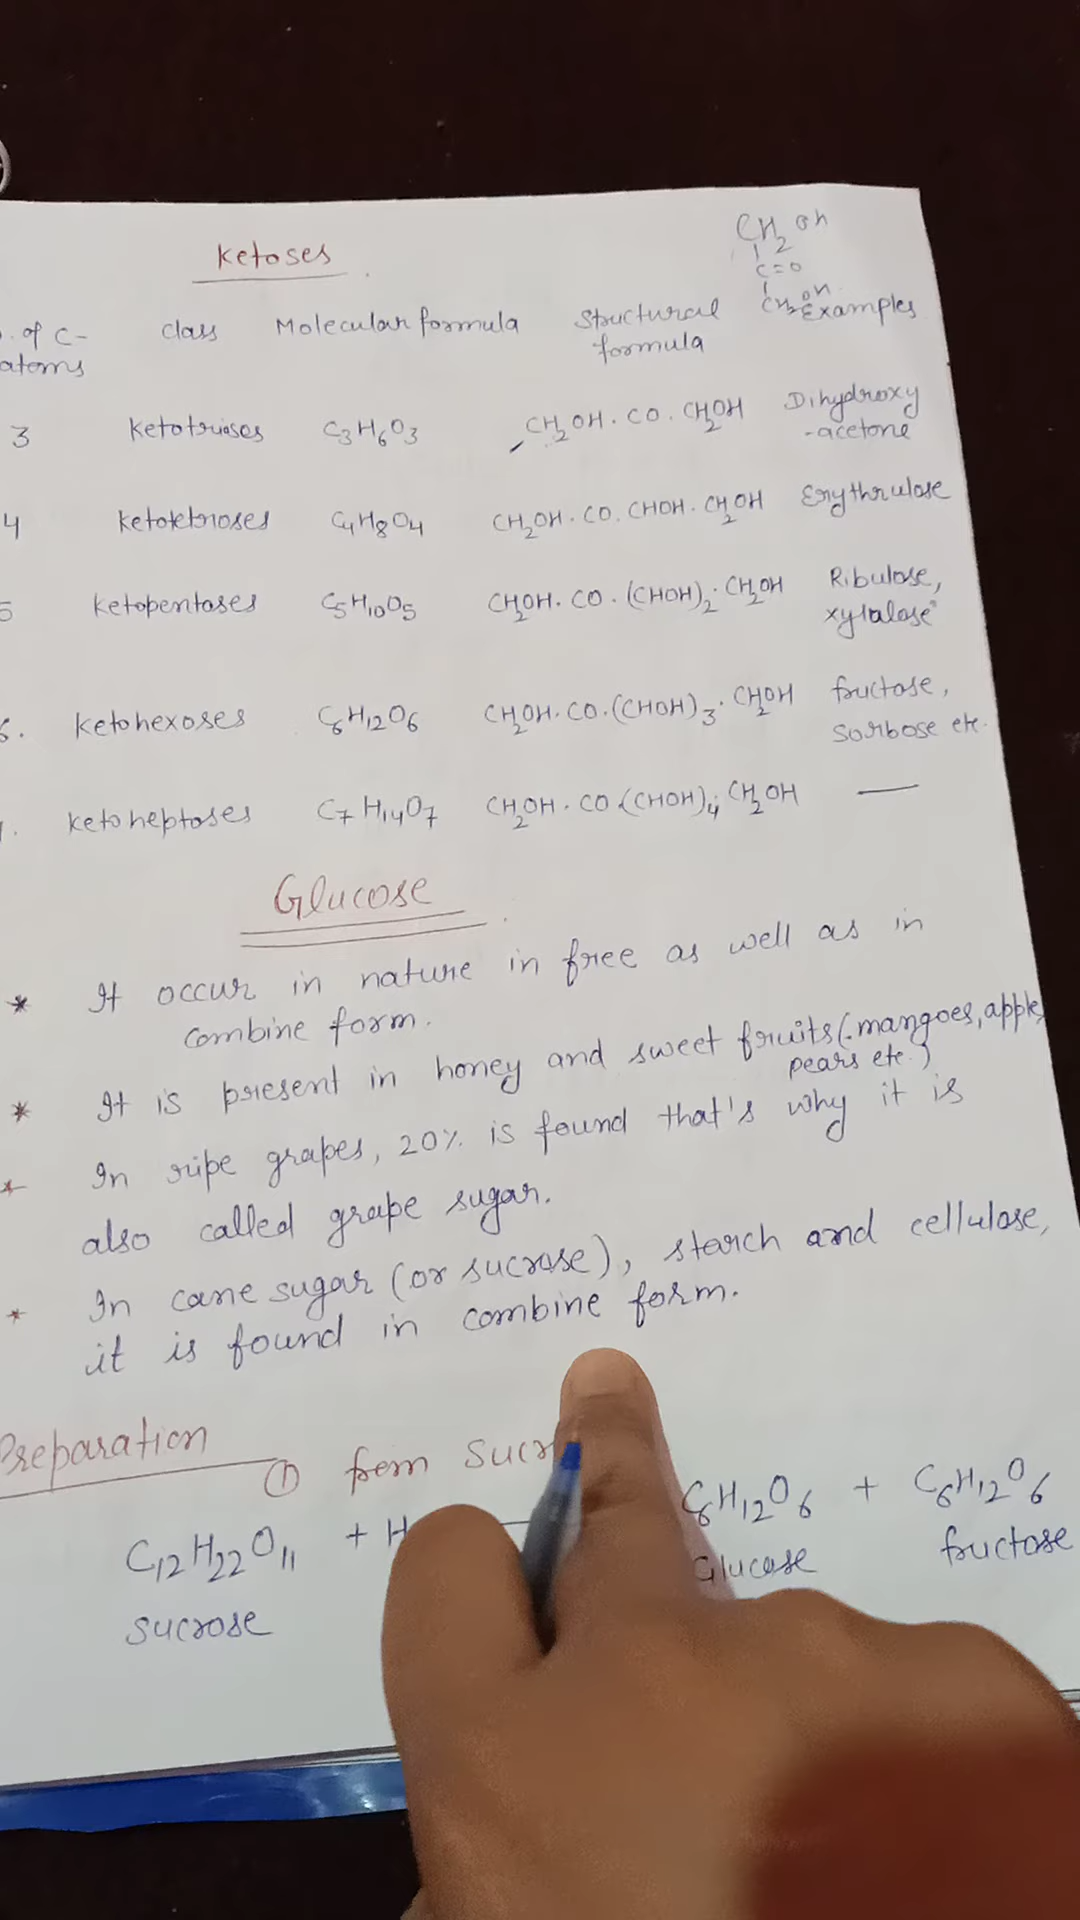 CH2OH
C=O
CH2OH
Ketoses
. of C-atoms class Molecular formula Structural formula Examples
3 Ketotrioses C3H6O3 CH2OH.CO.CH2OH Dihydroxy
-acetone
4 C4H8O4 CH2OH.CO.CHOH.CH2OH Erythrulose
5 Ketopentoses C5H10O5 CH2OH.CO.(CHOH)2.CH2OH Ribulose,
6. Ketohexoses C6H12O6 CH2OH.CO.(CHOH)3.CH2OH fructose,
Sorbose etc.
Ketoheptoses C7H14O7 CH2OH.CO.(CHOH)4.CH2OH —
Glucose
* It occur in nature in free as well as in
combine form.
* It is present in honey and sweet fruits(mangoes, apple,
pears etc.)
* In ripe grapes, 20% is found that's why it is
also called grape sugar.
* In cane sugar (or sucrose), starch and cellulose,
it is found in combine form.
Preparation
① from Sucr
C12H22O11 + H C6H12O6 + C6H12O6
Sucrose Glucose fructose